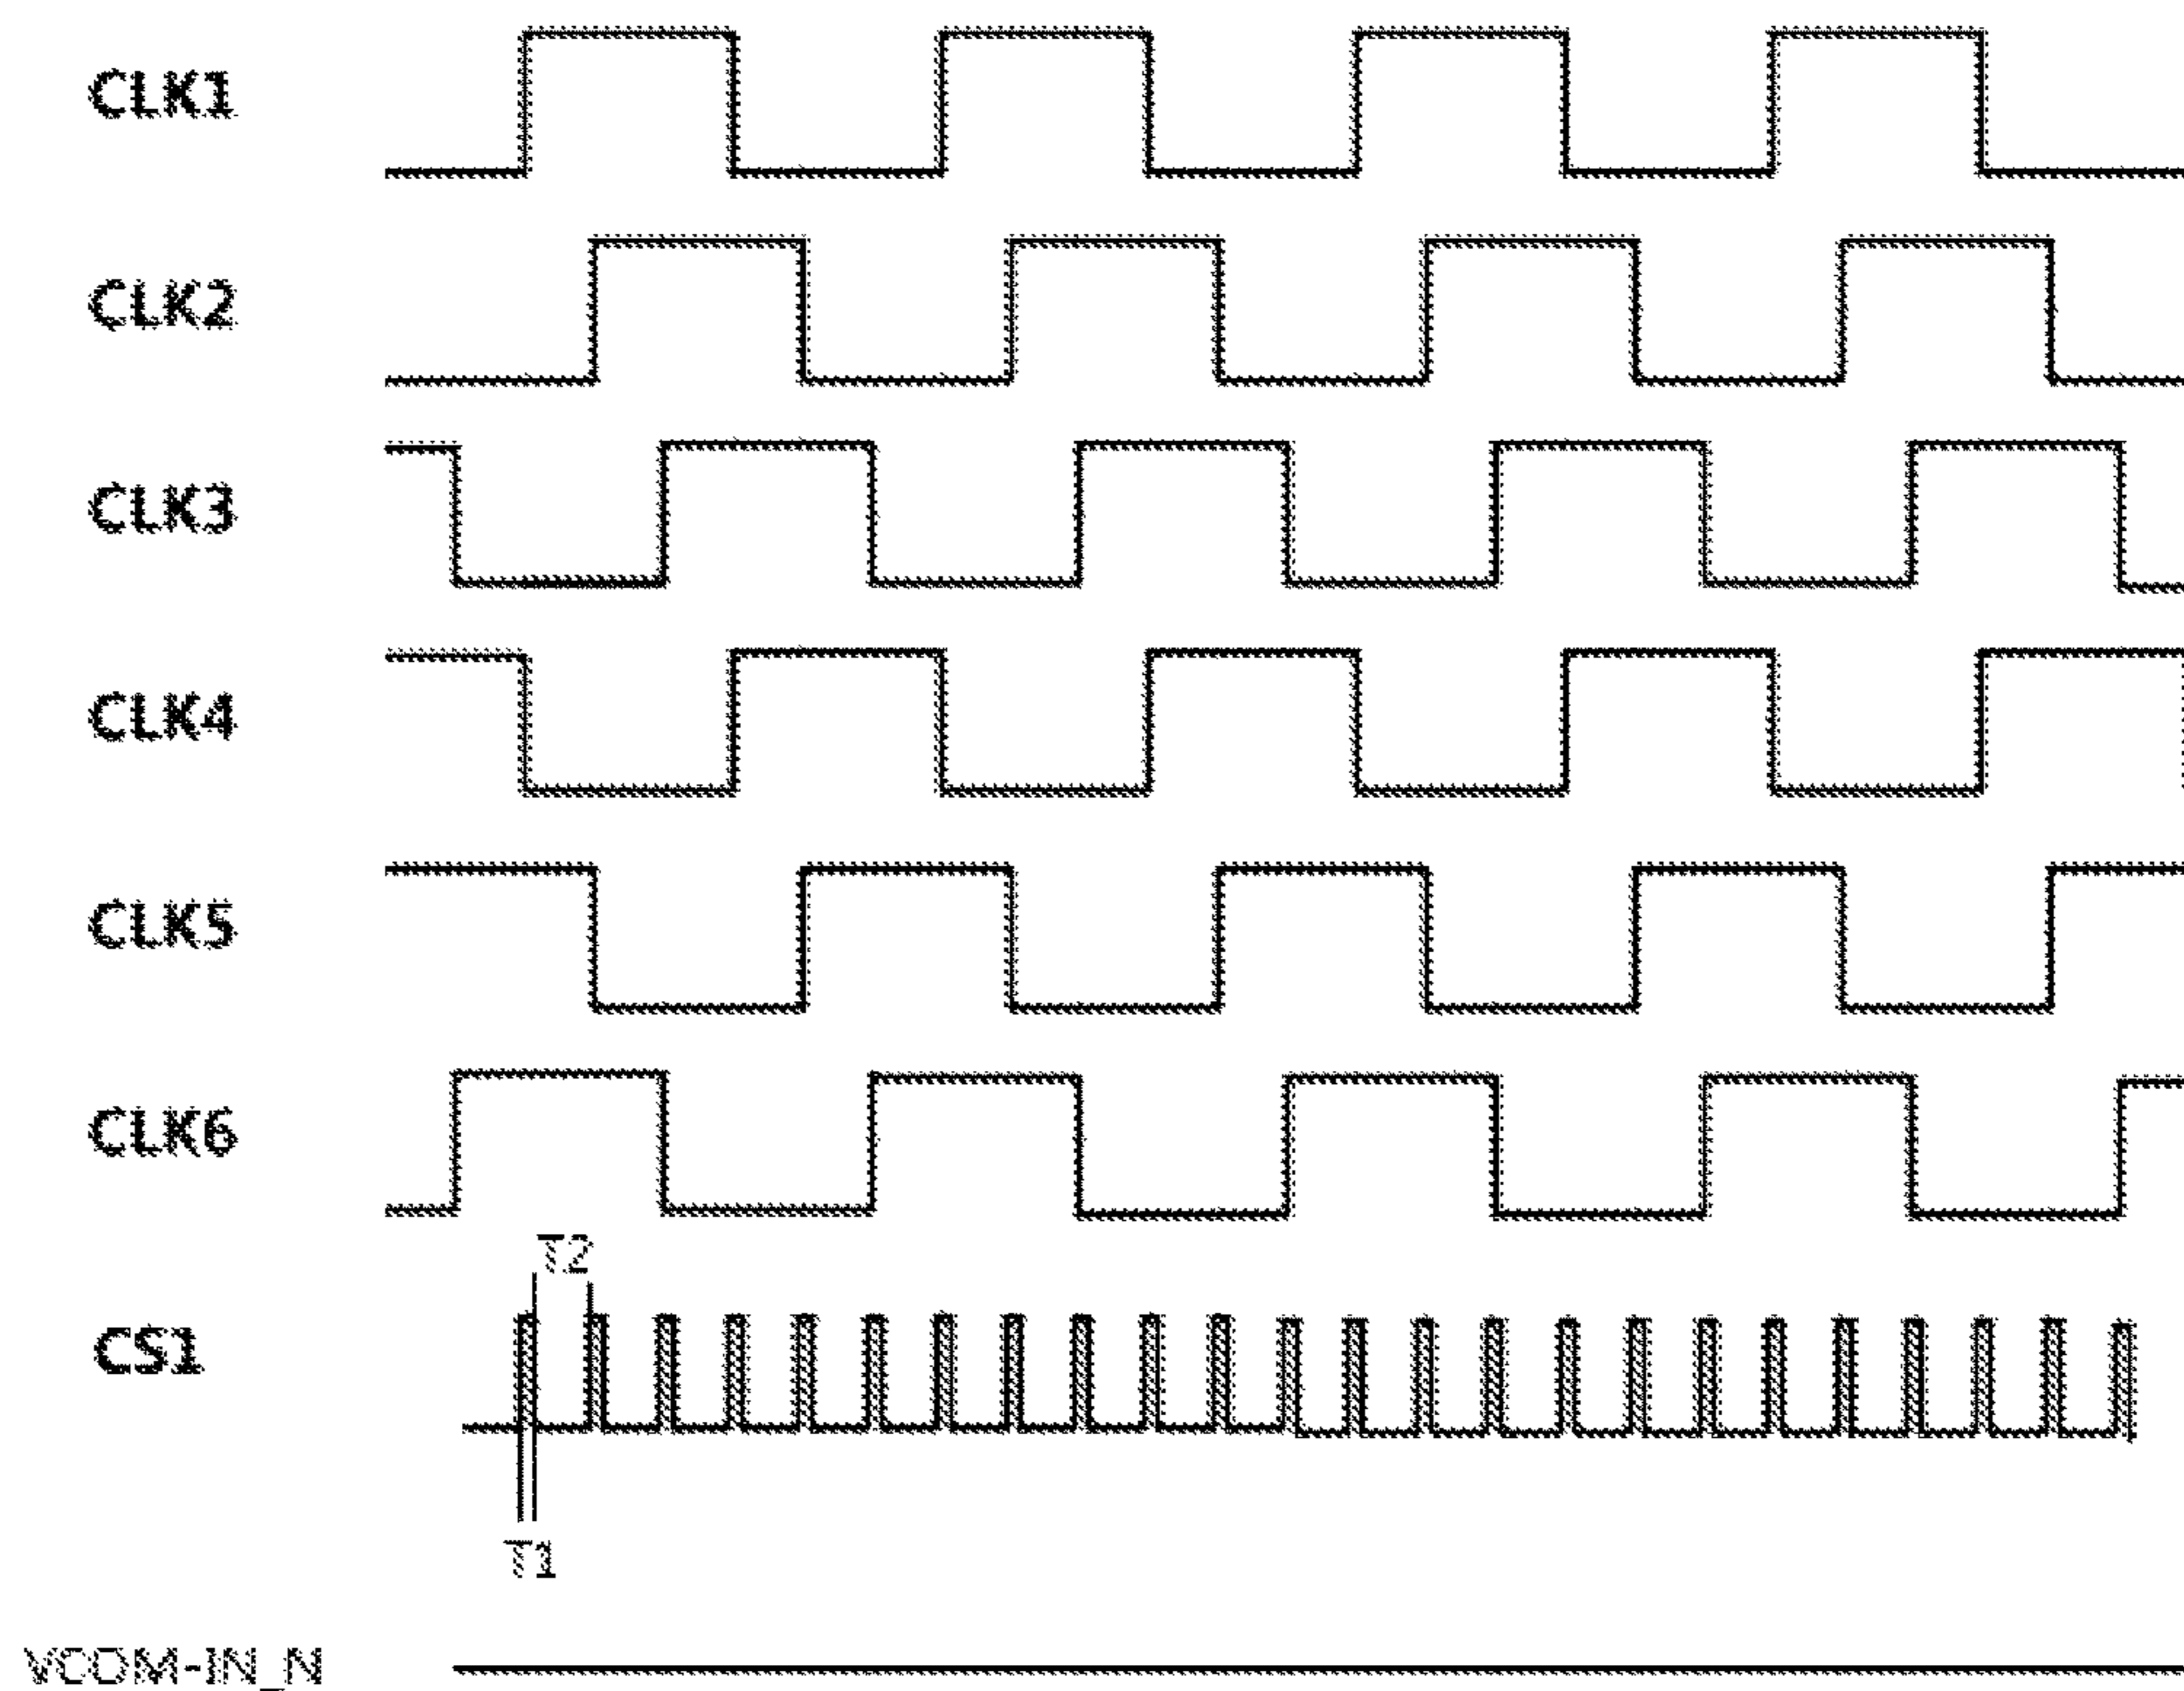 CLK1
CLK2
CLK3
CLK4
CLK5
CLK6
T2
CS1
T1
VCOM-IN_N